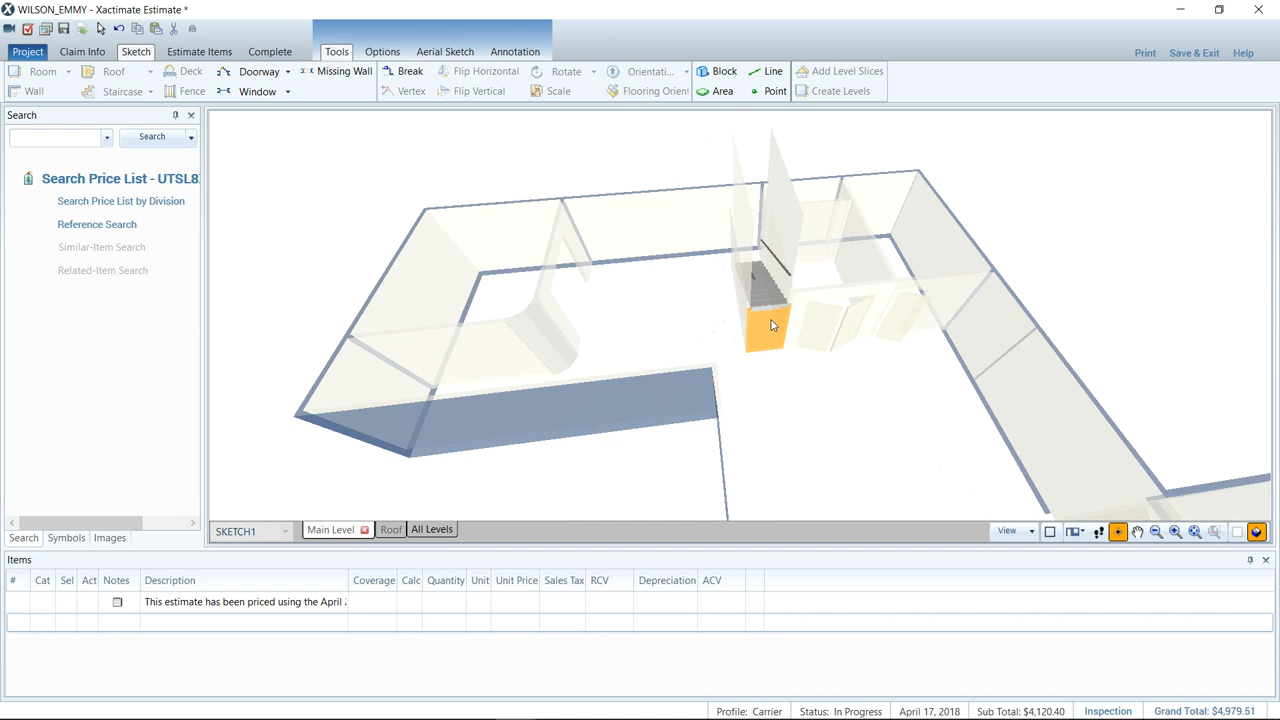 WILSON_EMMY - Xactimate Estimate *
Project Claim Info Sketch Estimate Items Complete Tools Options Aerial Sketch Annotation Print Save & Exit Help
Room Roof Deck Doorway Missing Wall Break Flip Horizontal Rotate Orientati... Block Line Add Level Slices
Wall Staircase Fence Window Vertex Flip Vertical Scale Flooring Orient Area Point Create Levels
Search
Search
Search Price List - UTSL8
Search Price List by Division
Reference Search
Similar-Item Search
Related-Item Search
SKETCH1 Main Level Roof All Levels View
Search Symbols Images
Items
# Cat Sel Act Notes Description Coverage Calc Quantity Unit Unit Price Sales Tax RCV Depreciation ACV
This estimate has been priced using the April
Profile: Carrier Status: In Progress April 17, 2018 Sub Total: $4,120.40 Inspection Grand Total: $4,979.51